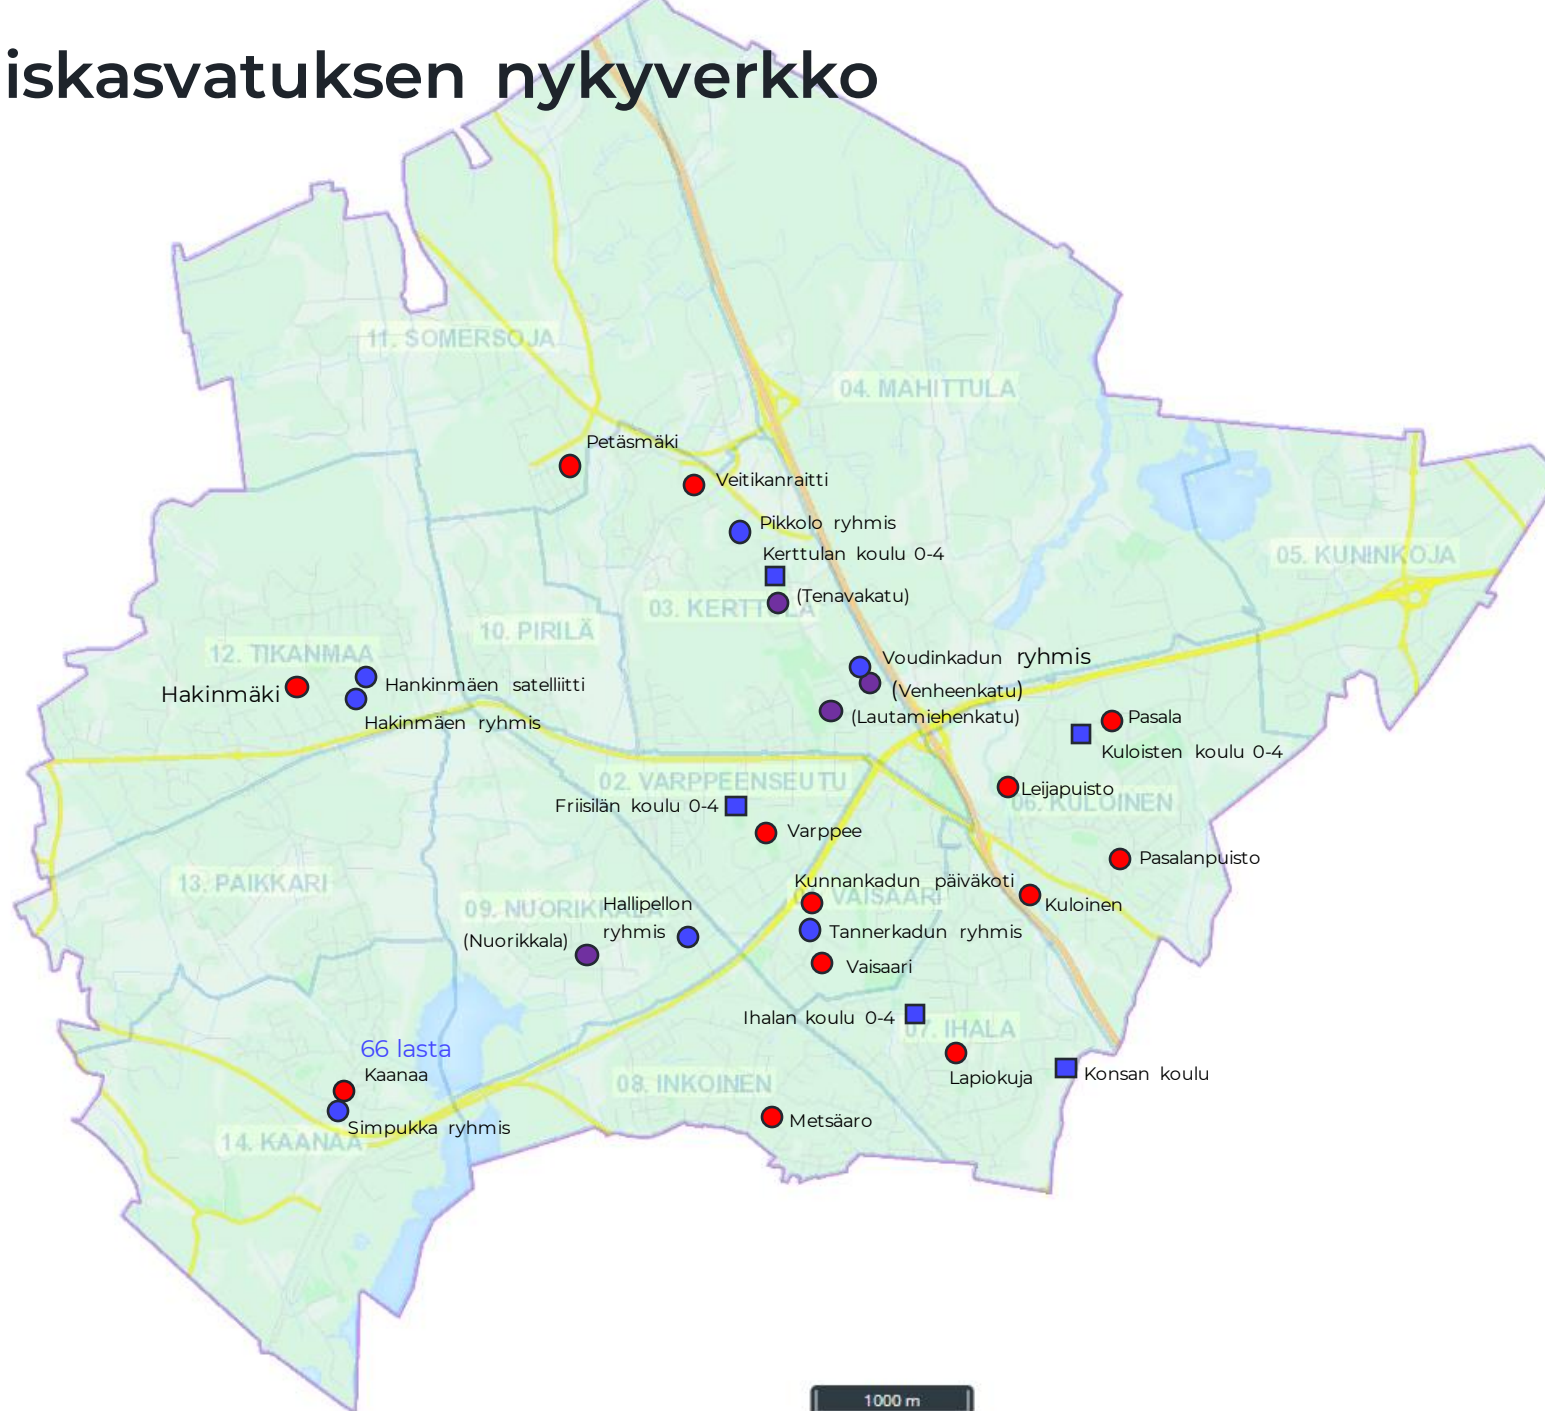 iskasvatuksen nykyverkko
11. SOMERSOJA
04. MAHITTULA
Petäsmäki
Veitikanraitti
Pikkolo ryhmis
Kerttulan koulu 0-4
05. KUNINKOJA
(Tenavakatu)
03. KERTTULA
10. PIRILÄ
12. TIKANMAA
Voudinkadun ryhmis
Hakinmäki
Hankinmäen satelliitti
(Venheenkatu)
Hakinmäen ryhmis
(Lautamiehenkatu)
Pasala
Kuloisten koulu 0-4
02. VARPPEENSEUTU
Leijapuisto
06. KULOINEN
Friisilän koulu 0-4
Varppee
Pasalanpuisto
13. PAIKKARI
Kunnankadun päiväkoti
VAISAARI
Kuloinen
09. NUORIKKALA
Hallipellon
ryhmis
(Nuorikkala)
Tannerkadun ryhmis
Vaisaari
Ihalan koulu 0-4
07. IHALA
66 lasta
Kaanaa
Lapiokuja
Konsan koulu
08. INKOINEN
Metsäaro
Simpukka ryhmis
14. KAANAA
1000 m